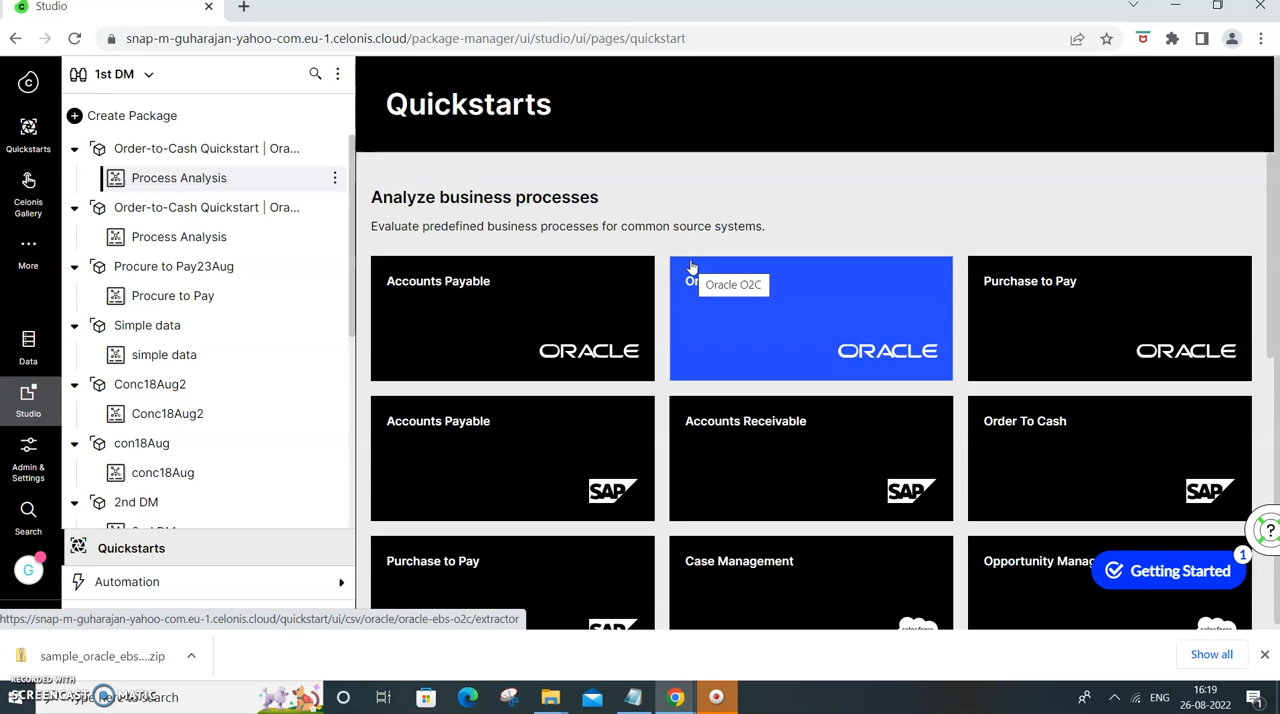 Studio
snap-m-guharajan-yahoo-com.eu-1.celonis.cloud/package-manager/ui/studio/ui/pages/quickstart
1st DM
Create Package
Order-to-Cash Quickstart | Ora...
Process Analysis
Order-to-Cash Quickstart | Ora...
Process Analysis
Procure to Pay23Aug
Procure to Pay
Simple data
simple data
Conc18Aug2
Conc18Aug2
con18Aug
conc18Aug
2nd DM
Quickstarts
Automation
Quickstarts
Celonis
Gallery
More
Data
Studio
Admin &
Settings
Search
G
Quickstarts
Analyze business processes
Evaluate predefined business processes for common source systems.
Accounts Payable
ORACLE
Oracle O2C
ORACLE
Purchase to Pay
ORACLE
Accounts Payable
SAP
Accounts Receivable
SAP
Order To Cash
SAP
Purchase to Pay
SAP
Case Management
salesforce
Opportunity Manag
Getting Started
1
?
https://snap-m-guharajan-yahoo-com.eu-1.celonis.cloud/quickstart/ui/csv/oracle/oracle-ebs-o2c/extractor
sample_oracle_ebs....zip
Show all
RECORDED WITH
SCREENCAST MATIC
here to search
ENG
16:19
26-08-2022
1